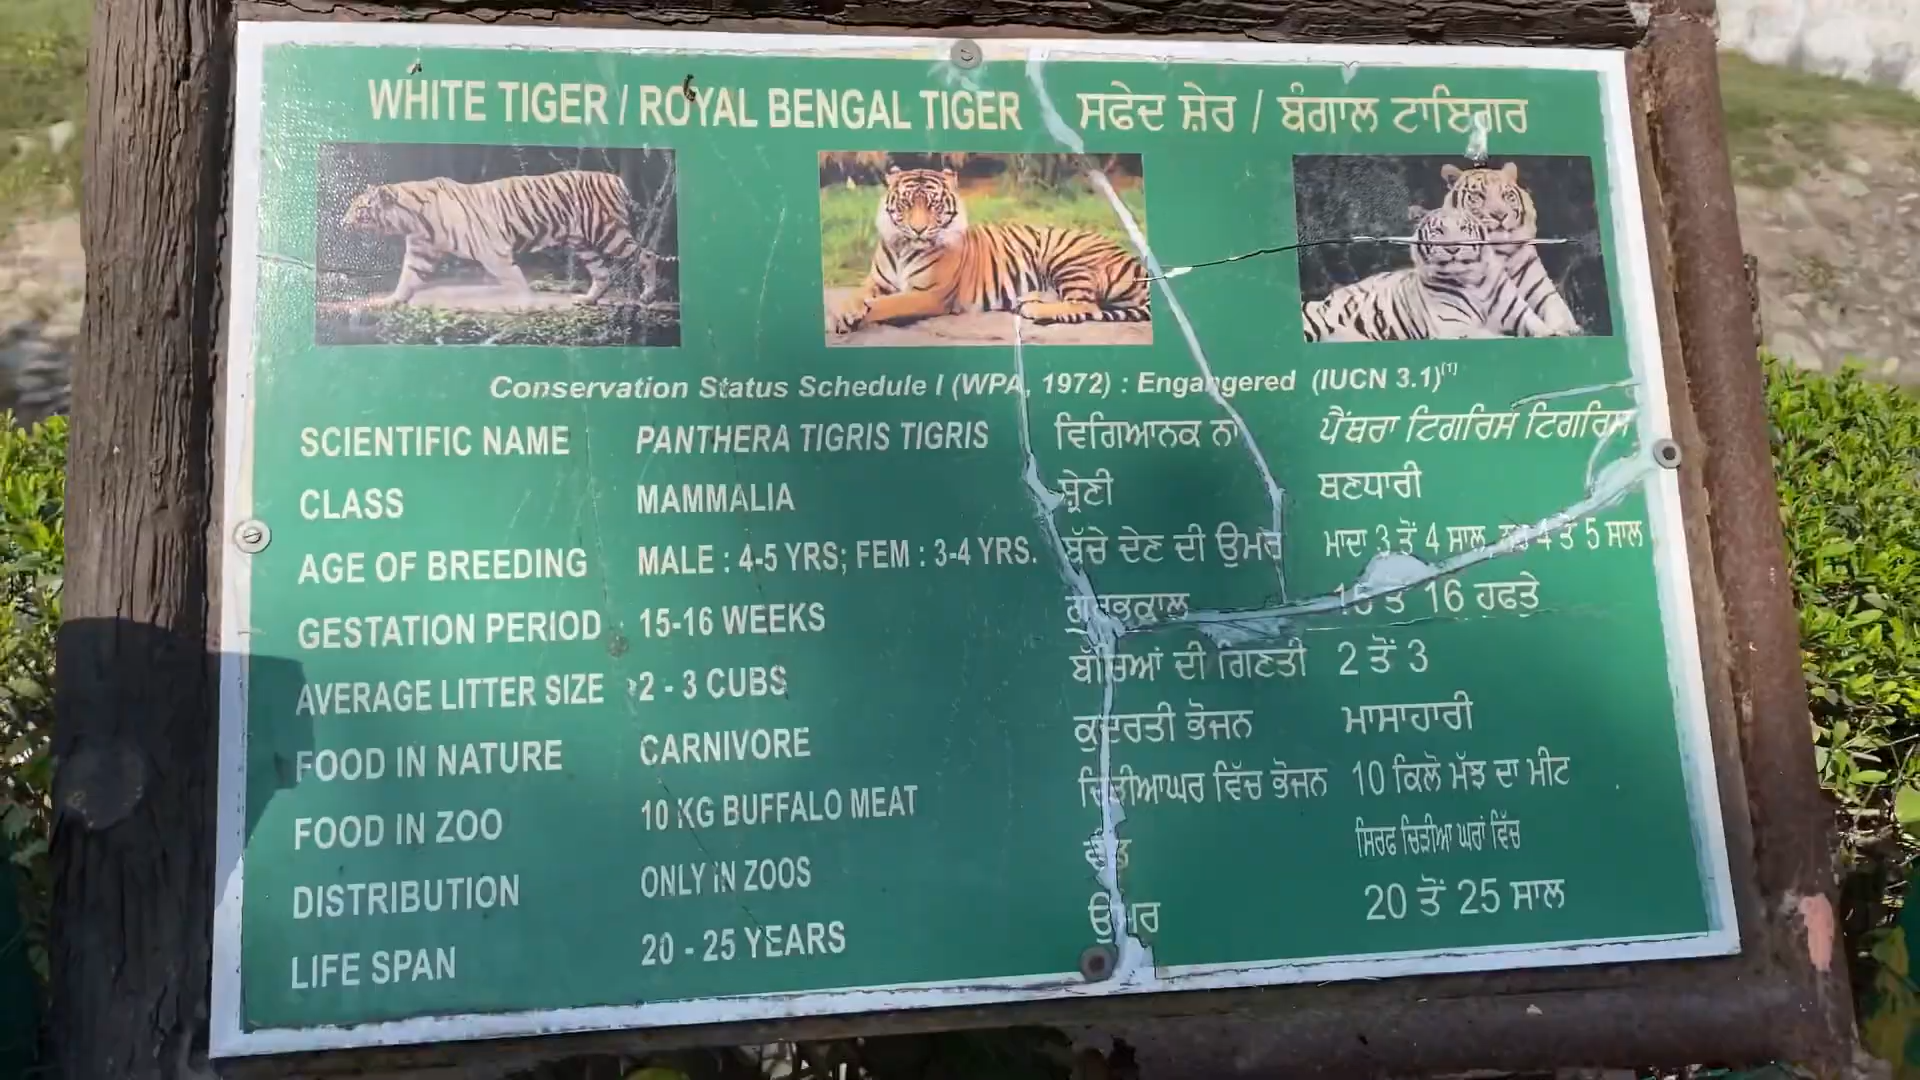 WHITE TIGER / ROYAL BENGAL TIGER ਸਫੇਦ ਸ਼ੇਰ / ਬੰਗਾਲ ਟਾਇਗਰ
Conservation Status Schedule I (WPA, 1972) : Engangered (IUCN 3.1)[1]
SCIENTIFIC NAME PANTHERA TIGRIS TIGRIS ਵਿਗਿਆਨਕ ਪੈਂਥਰਾ ਟਿਗਰਿਸ ਟਿਗਰਿਸ
CLASS MAMMALIA ਸ਼੍ਰੇਣੀ ਥਣਧਾਰੀ
AGE OF BREEDING MALE : 4-5 YRS; FEM : 3-4 YRS. ਬੱਚੇ ਦੇਣ ਦੀ ਉਮਰ ਮਾਦਾ 3 ਤੋਂ 4 ਸਾਲ, ਨਰ 4 ਤੋਂ 5 ਸਾਲ
GESTATION PERIOD 15-16 WEEKS ਗਰਭਕਾਲ 15 ਤੋਂ 16 ਹਫਤੇ
AVERAGE LITTER SIZE 2 - 3 CUBS ਬੱਚਿਆਂ ਦੀ ਗਿਣਤੀ 2 ਤੋਂ 3
FOOD IN NATURE CARNIVORE ਕੁਦਰਤੀ ਭੋਜਨ ਮਾਸਾਹਾਰੀ
FOOD IN ZOO 10 KG BUFFALO MEAT ਚਿੜੀਆਘਰ ਵਿੱਚ ਭੋਜਨ 10 ਕਿਲੋ ਮੱਝ ਦਾ ਮੀਟ
DISTRIBUTION ONLY IN ZOOS ਸਿਰਫ ਚਿੜੀਆ ਘਰਾਂ ਵਿੱਚ
LIFE SPAN 20 - 25 YEARS ਉਮਰ 20 ਤੋਂ 25 ਸਾਲ